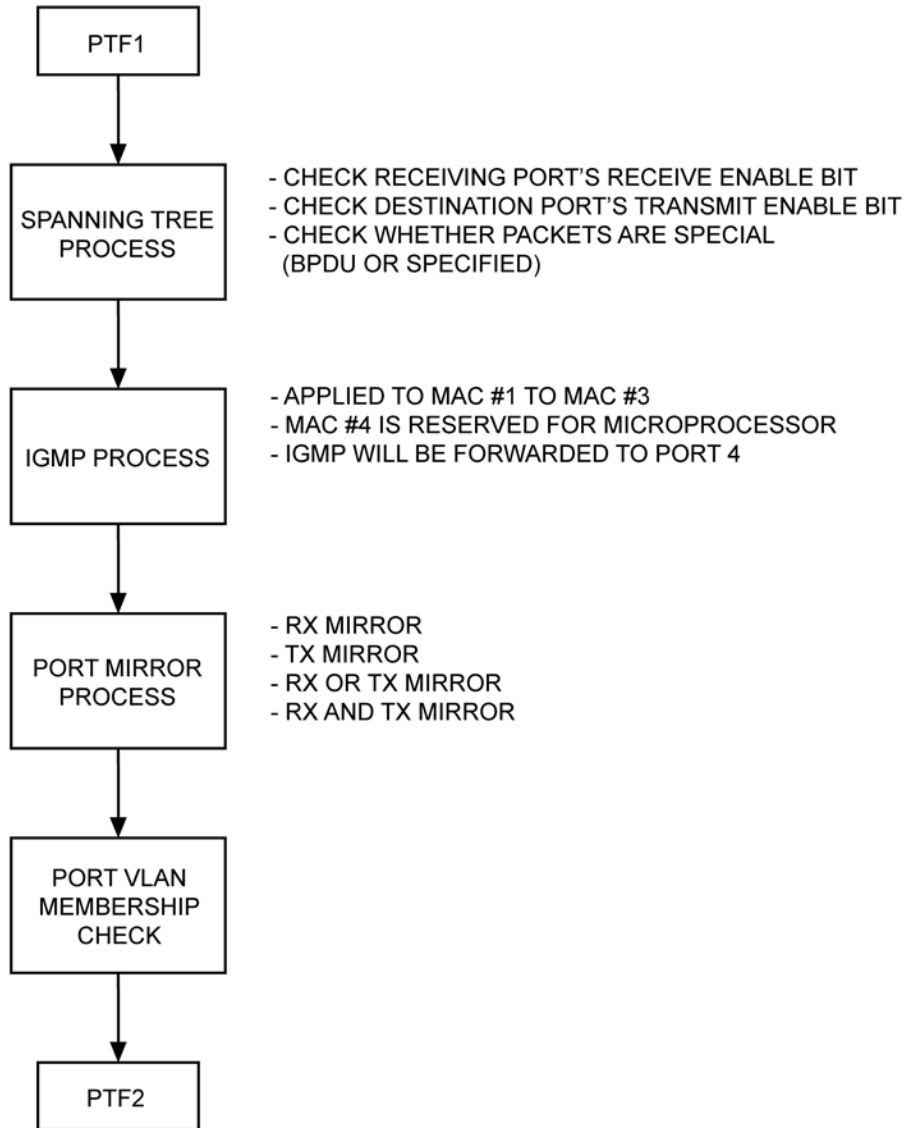 PTF1
SPANNING TREE
PROCESS
- CHECK RECEIVING PORT'S RECEIVE ENABLE BIT
- CHECK DESTINATION PORT'S TRANSMIT ENABLE BIT
- CHECK WHETHER PACKETS ARE SPECIAL
(BPDU OR SPECIFIED)
IGMP PROCESS
- APPLIED TO MAC #1 TO MAC #3
- MAC #4 IS RESERVED FOR MICROPROCESSOR
- IGMP WILL BE FORWARDED TO PORT 4
PORT MIRROR
PROCESS
- RX MIRROR
- TX MIRROR
- RX OR TX MIRROR
- RX AND TX MIRROR
PORT VLAN
MEMBERSHIP
CHECK
PTF2